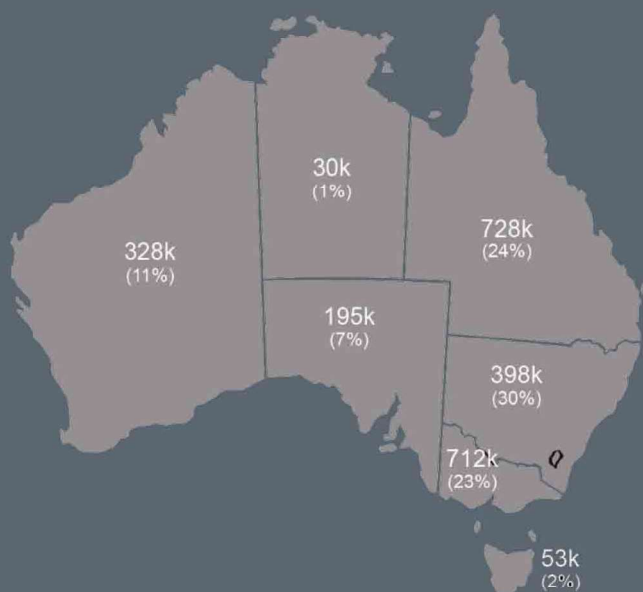 30k
(1%)
728k
(24%)
328k
(11%)
195k
(7%)
398k
(30%)
712k
(23%)
53k
(2%)